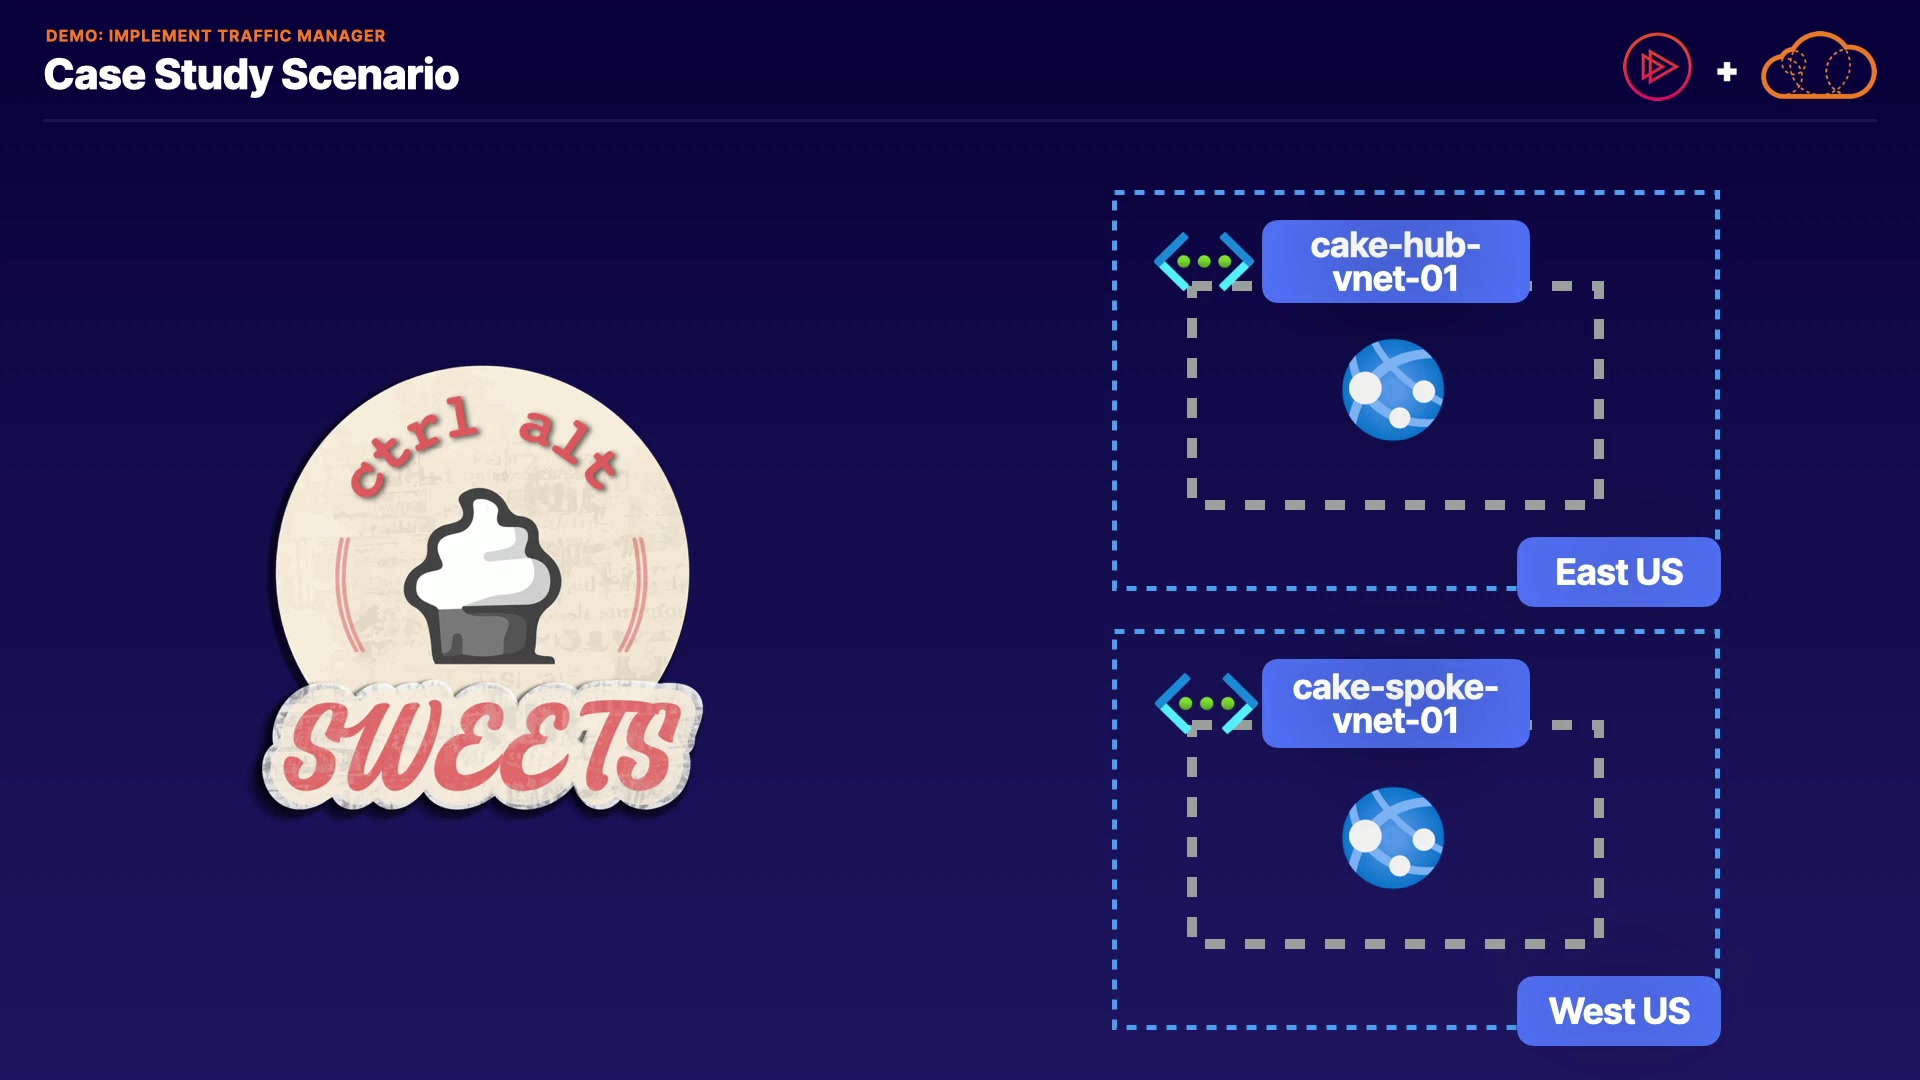 DEMO: IMPLEMENT TRAFFIC MANAGER
Case Study Scenario
ctrl alt
SWEETS
cake-hub-
vnet-01
East US
cake-spoke-
vnet-01
West US